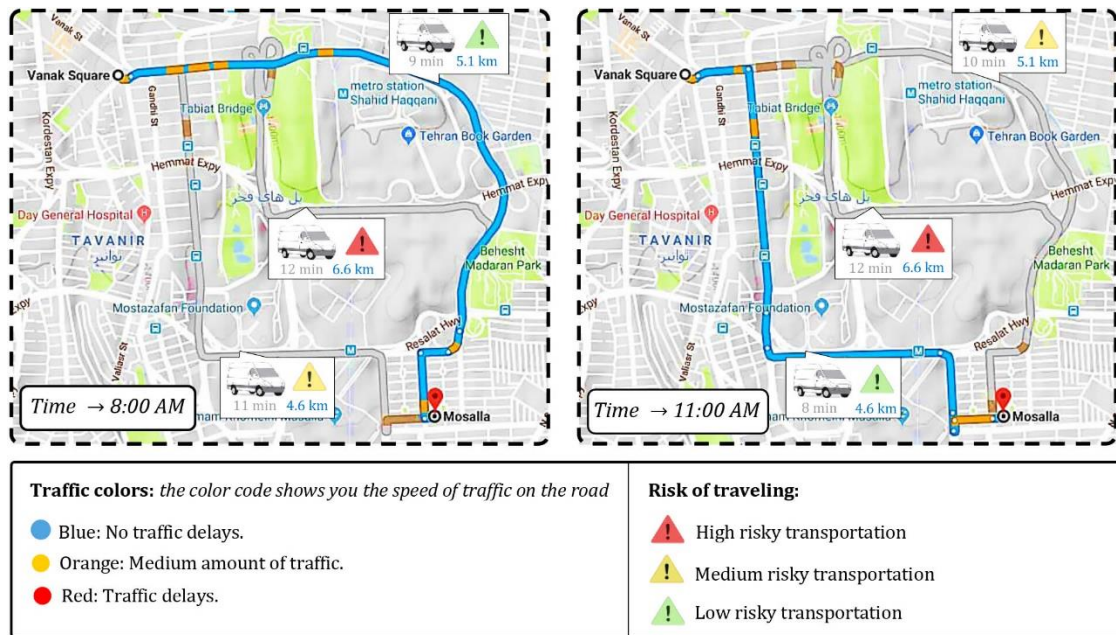 Vanak St
9 min 5.1 km
Vanak Square
metro station
Shahid Haqqani
Gandhi St
Tabiat Bridge
Tehran Book Garden
Kordestan Expy
Hemmat Expy
Hemmat Expy
پل های فخر
Day General Hospital
TAVANIR
توانیر
12 min 6.6 km
Behesht
Madaran Park
Expy
Mostazafan Foundation
Resalat Hwy
Valiasr St
11 min 4.6 km
Time → 8:00 AM
Mosalla
Vanak St
10 min 5.1 km
Vanak Square
metro station
Shahid Haqqani
Gandhi St
Tabiat Bridge
Tehran Book Garden
Kordestan Expy
Hemmat Expy
Hemmat Expy
پل های فخر
Day General Hospital
TAVANIR
توانیر
12 min 6.6 km
Behesht
Madaran Park
Expy
Mostazafan Foundation
Resalat Hwy
Valiasr St
8 min 4.6 km
Time → 11:00 AM
Mosalla
Traffic colors: the color code shows you the speed of traffic on the road
Blue: No traffic delays.
Orange: Medium amount of traffic.
Red: Traffic delays.
Risk of traveling:
High risky transportation
Medium risky transportation
Low risky transportation